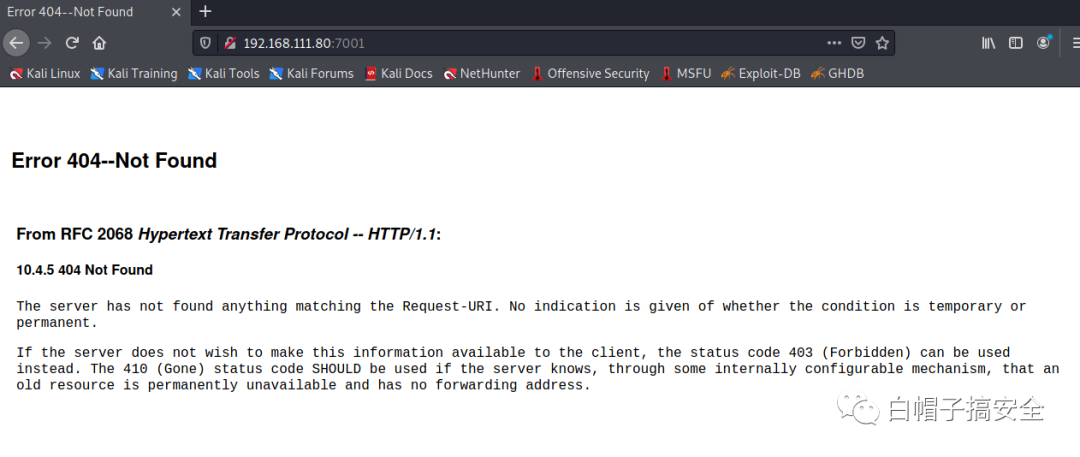 Error 404--Not Found
192.168.111.80:7001
Kali Linux Kali Training Kali Tools Kali Forums Kali Docs NetHunter Offensive Security MSFU Exploit-DB GHDB
Error 404--Not Found
From RFC 2068 Hypertext Transfer Protocol -- HTTP/1.1:
10.4.5 404 Not Found
The server has not found anything matching the Request-URI. No indication is given of whether the condition is temporary or
permanent.
If the server does not wish to make this information available to the client, the status code 403 (Forbidden) can be used
instead. The 410 (Gone) status code SHOULD be used if the server knows, through some internally configurable mechanism, that an
old resource is permanently unavailable and has no forwarding address.
白帽子搞安全